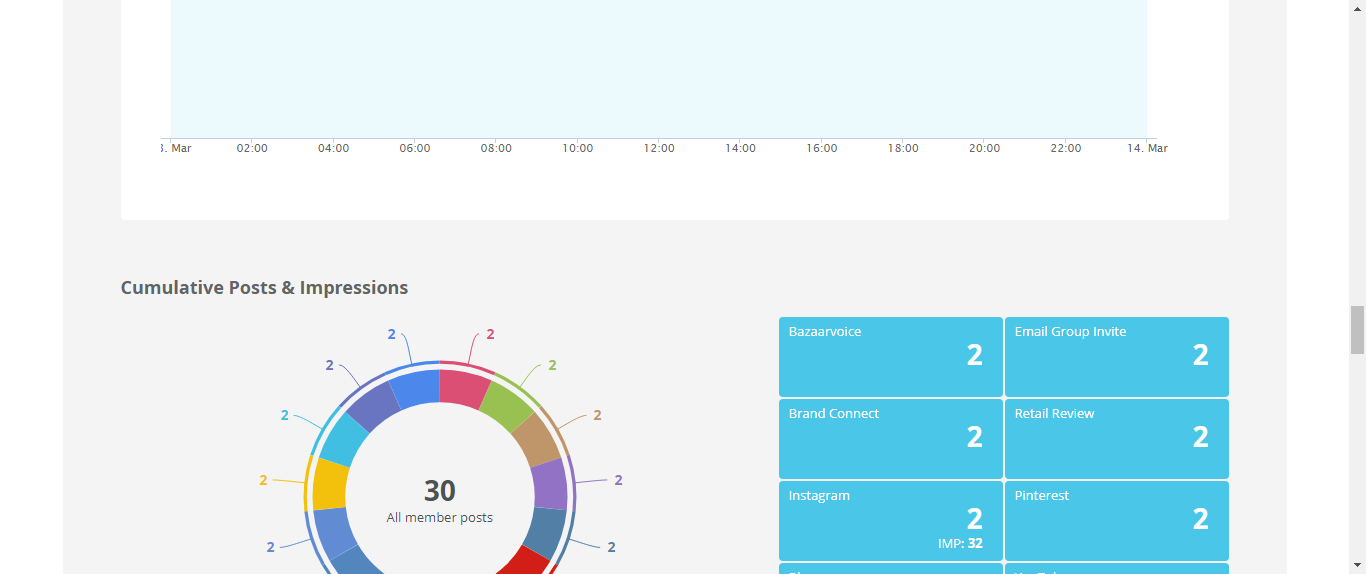 3. Mar 02:00 04:00 06:00 08:00 10:00 12:00 14:00 16:00 18:00 20:00 22:00 14. Mar
Cumulative Posts & Impressions
2 2
2 2
2 2
2 2
2 2
30
All member posts
Bazaarvoice
2
Email Group Invite
2
Brand Connect
2
Retail Review
2
Instagram
2
IMP: 32
Pinterest
2